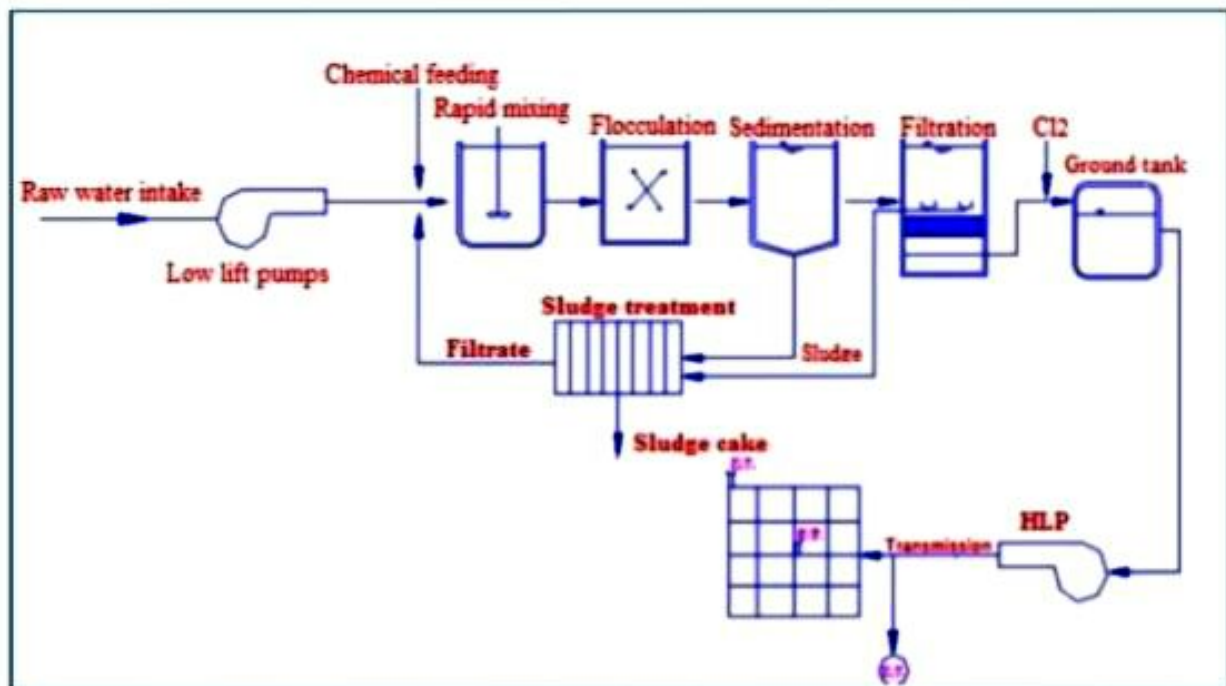 Chemical feeding
Rapid mixing
Flocculation
Sedimentation
Filtration
Cl2
Ground tank
Raw water intake
Low lift pumps
Sludge treatment
Filtrate
Sludge
Sludge cake
HLP
Transmission